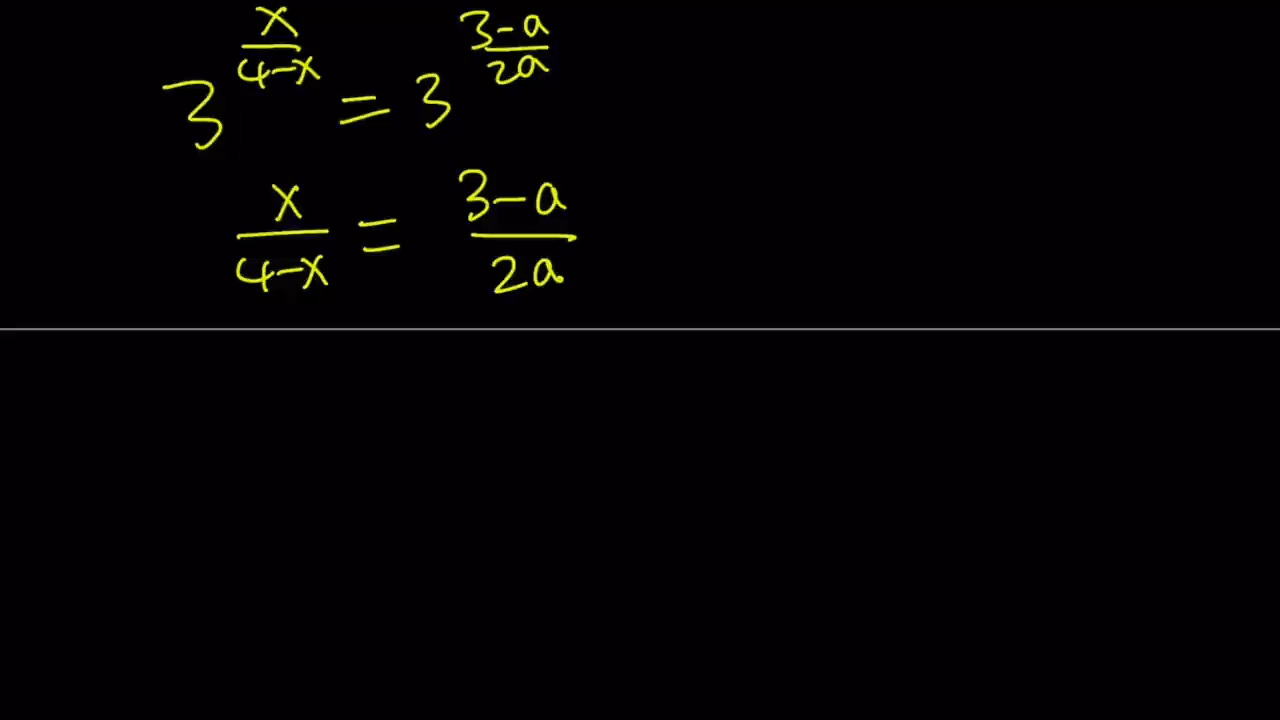 3^(x/(4-x)) = 3^((3-a)/(2a))
x/(4-x) = (3-a)/(2a)